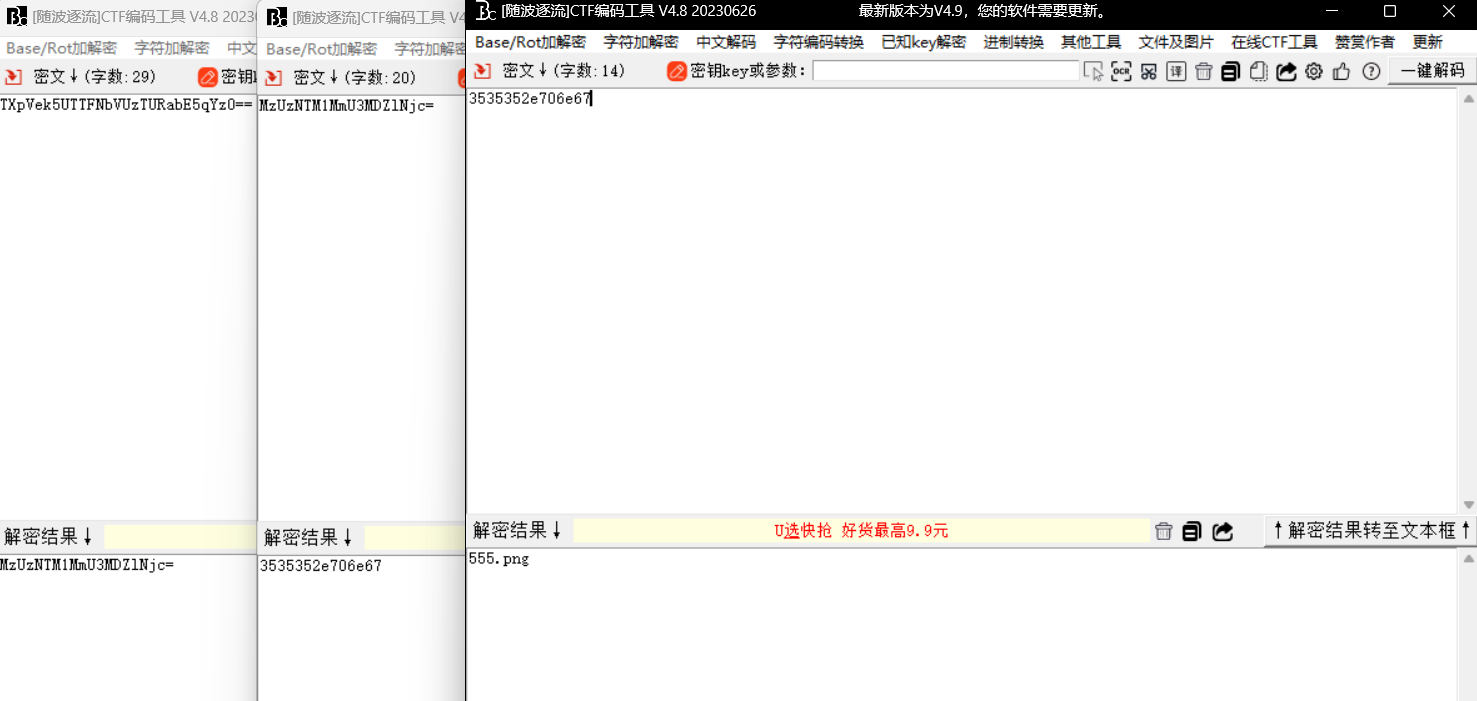 [随波逐流]CTF编码工具 V4.8 2023
Base/Rot加解密 字符加解密 中文
密文↓(字数:29) 密钥k
TXpVek5UTTFNbVUzTURabE5qYz0==
解密结果↓
MzUzNTM1MmU3MDZlNjc=
[随波逐流]CTF编码工具 V4
Base/Rot加解密 字符加解密
密文↓(字数:20)
MzUzNTM1MmU3MDZlNjc=
解密结果↓
3535352e706e67
[随波逐流]CTF编码工具 V4.8 20230626 最新版本为V4.9，您的软件需要更新。
Base/Rot加解密 字符加解密 中文解码 字符编码转换 已知key解密 进制转换 其他工具 文件及图片 在线CTF工具 赞赏作者 更新
密文↓(字数:14) 密钥key或参数: OCR 译 一键解码
3535352e706e67
解密结果↓ U选快抢 好货最高9.9元 ↑解密结果转至文本框↑
555.png